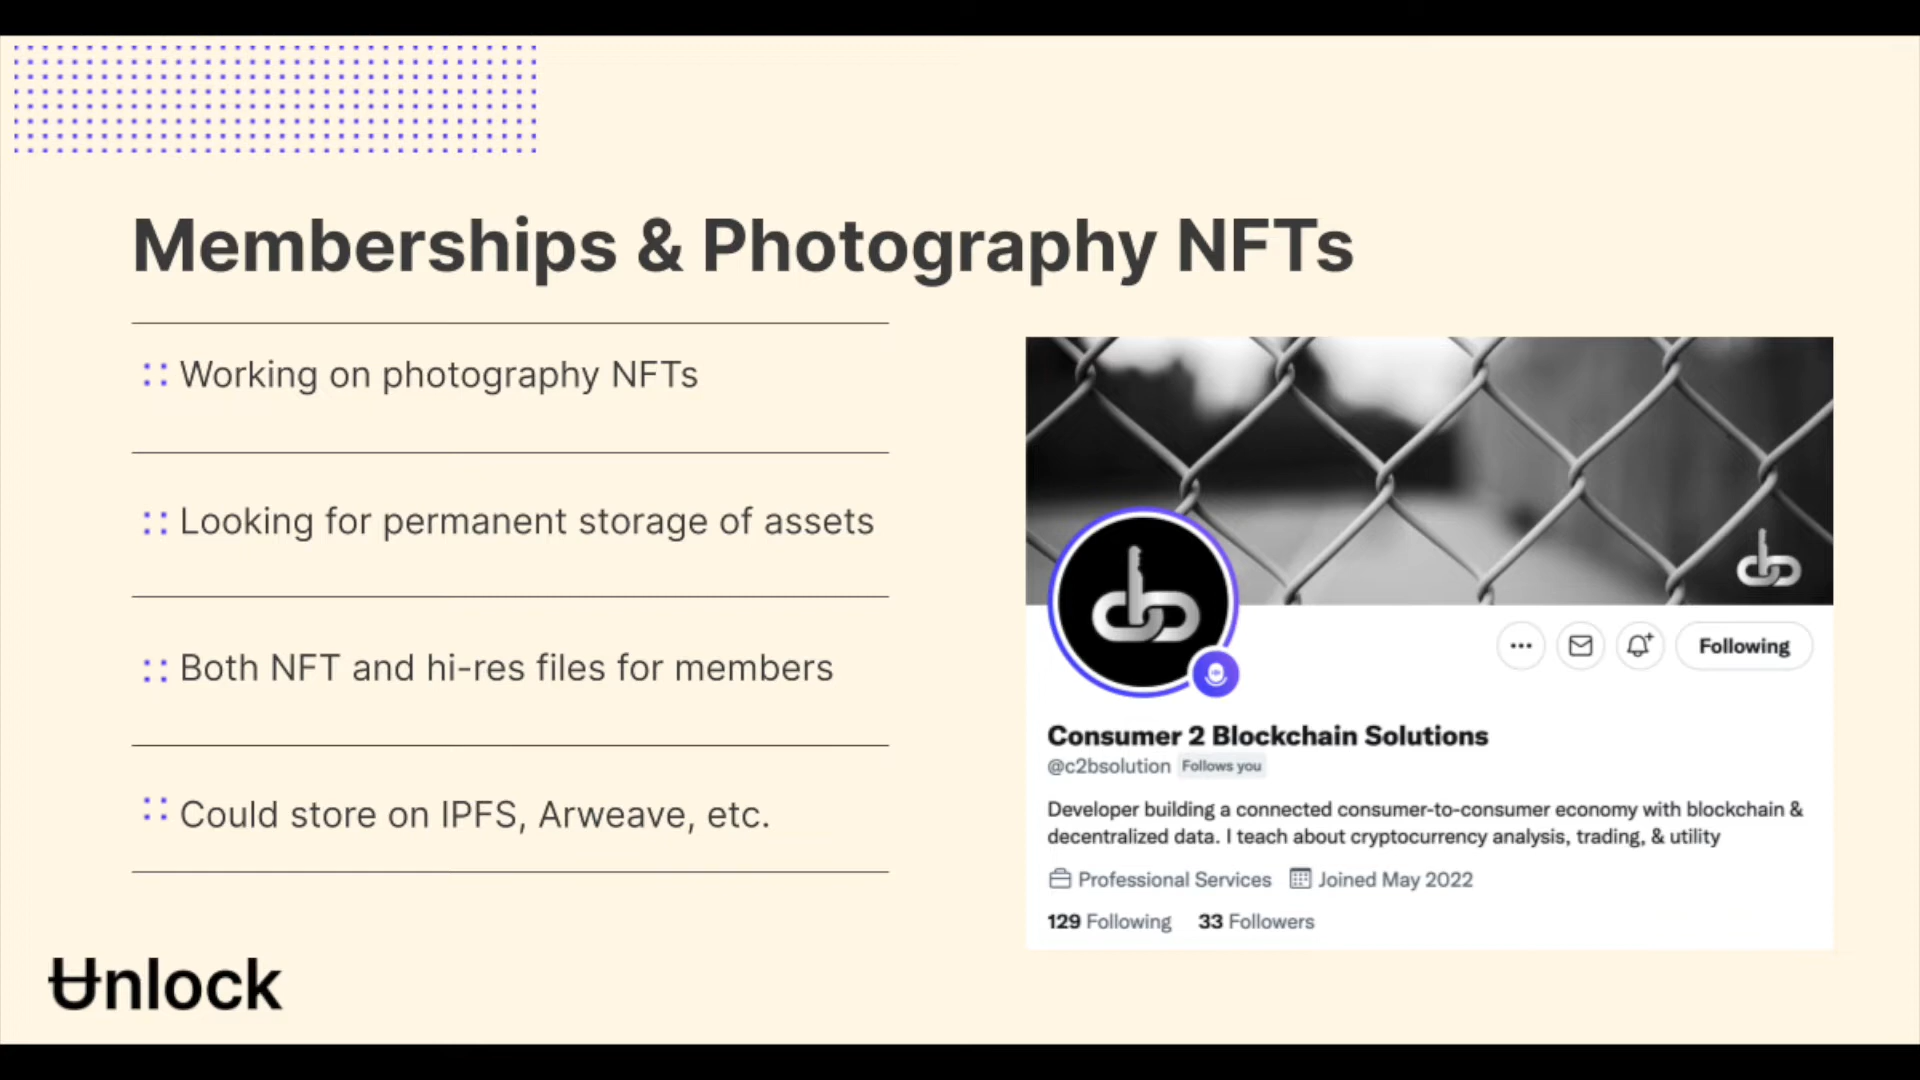 Memberships & Photography NFTs
Working on photography NFTs
Looking for permanent storage of assets
Both NFT and hi-res files for members
Could store on IPFS, Arweave, etc.
Unlock
Following
Consumer 2 Blockchain Solutions
@c2bsolution Follows you
Developer building a connected consumer-to-consumer economy with blockchain &
decentralized data. I teach about cryptocurrency analysis, trading, & utility
Professional Services Joined May 2022
129 Following 33 Followers